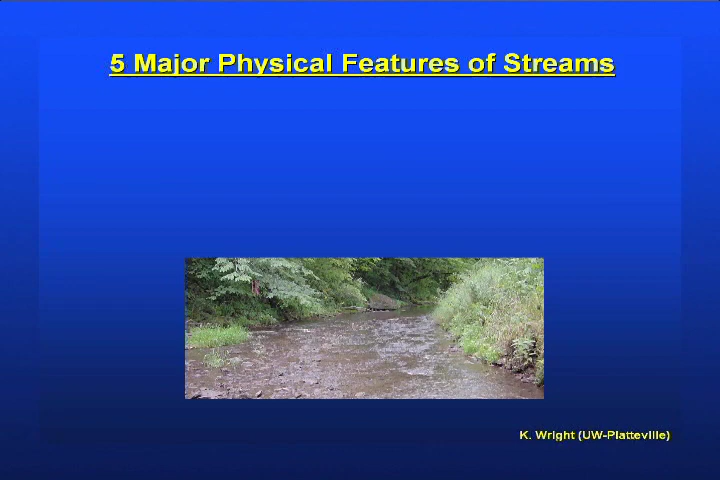 5 Major Physical Features of Streams
K. Wright (UW-Platteville)